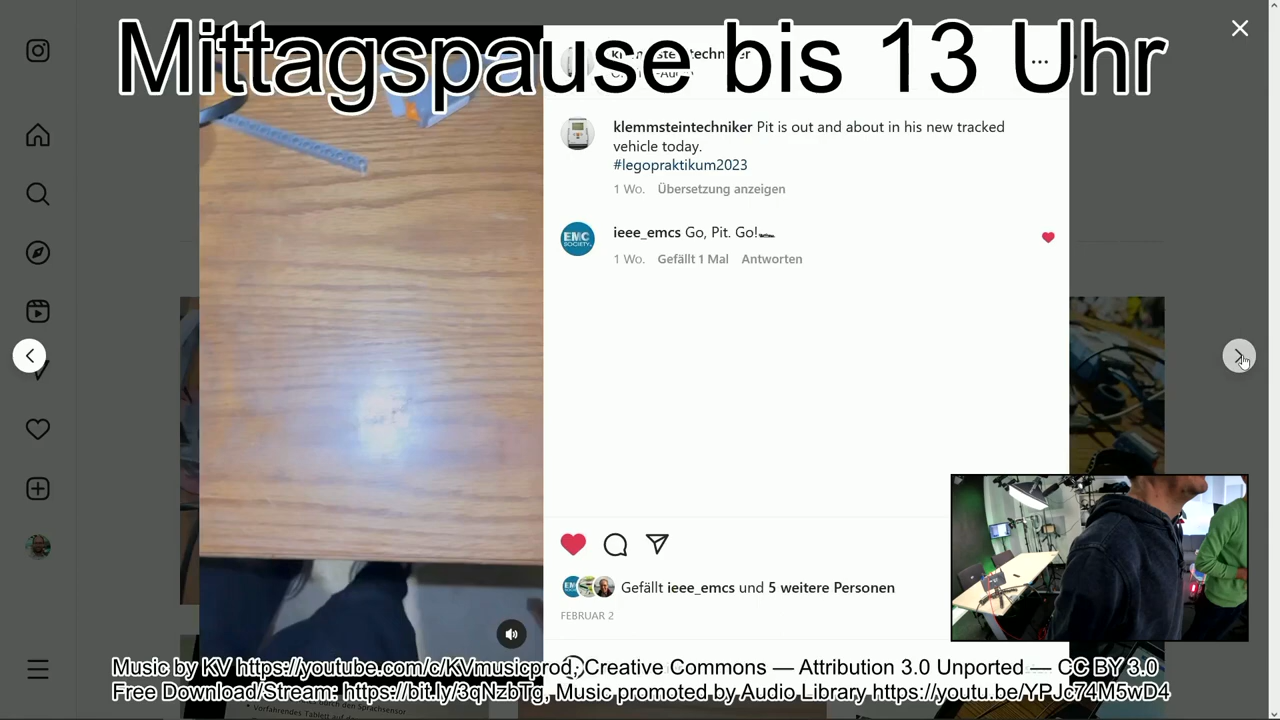 Mittagspause bis 13 Uhr
klemmsteintechniker
klemmsteintechniker Pit is out and about in his new tracked
vehicle today.
#legopraktikum2023
1 Wo. Übersetzung anzeigen
EMC
SOCIETY
ieee_emcs Go, Pit. Go!
1 Wo. Gefällt 1 Mal Antworten
Gefällt ieee_emcs und 5 weitere Personen
FEBRUAR 2
Music by KV https://youtube.com/c/KVmusicprod; Creative Commons — Attribution 3.0 Unported — CC BY 3.0
Free Download/Stream: https://bit.ly/3qNzbTg, Music promoted by Audio Library https://youtu.be/YPJc74M5wD4